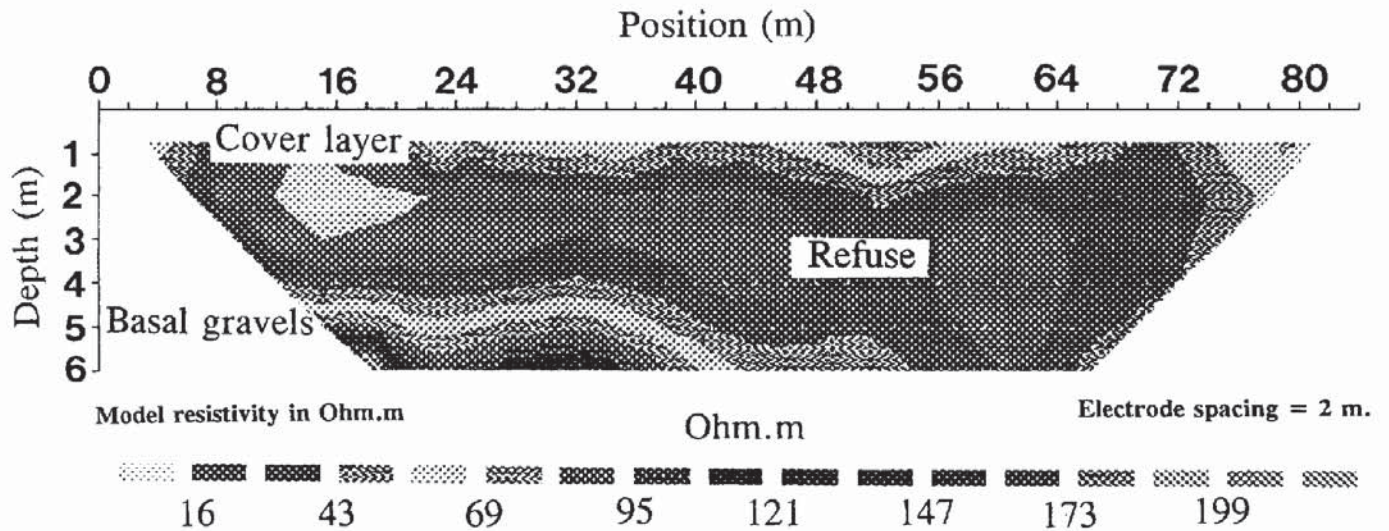 Position (m)
0 8 16 24 32 40 48 56 64 72 80
Cover layer
1
2
3
4
5
6
Depth (m)
Refuse
Basal gravels
Model resistivity in Ohm.m
Electrode spacing = 2 m.
Ohm.m
16 43 69 95 121 147 173 199